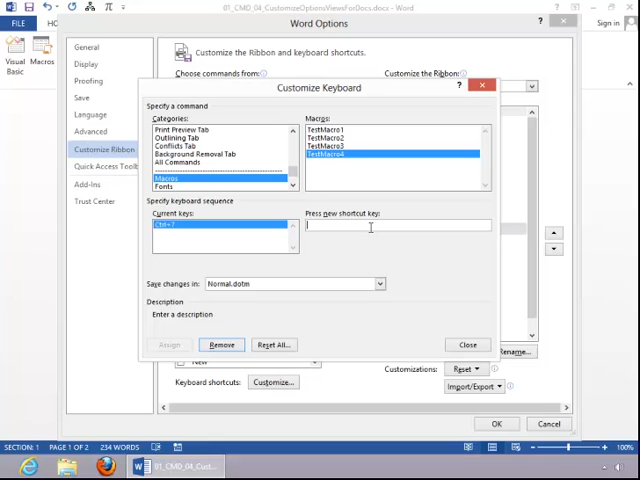 01_CMD_04_CustomizeOptionsViewsForDocs.docx - Word
FILE
HO
Sign in
Visual
Basic
Macros
Word Options
General
Display
Proofing
Save
Language
Advanced
Customize Ribbon
Quick Access Toolb
Add-Ins
Trust Center
Customize the Ribbon and keyboard shortcuts.
Choose commands from:
Customize the Ribbon:
Customize Keyboard
Specify a command
Categories:
Macros:
Print Preview Tab
Outlining Tab
Conflicts Tab
Background Removal Tab
All Commands
Macros
Fonts
TestMacro1
TestMacro2
TestMacro3
TestMacro4
Specify keyboard sequence
Current keys:
Press new shortcut key:
Ctrl+7
Save changes in:
Normal.dotm
Description
Enter a description
Assign
Remove
Reset All...
Close
New
Rename...
Keyboard shortcuts:
Customize...
Customizations:
Reset
Import/Export
OK
Cancel
SECTION: 1
PAGE 1 OF 2
234 WORDS
100%
01_CMD_04_Cust...